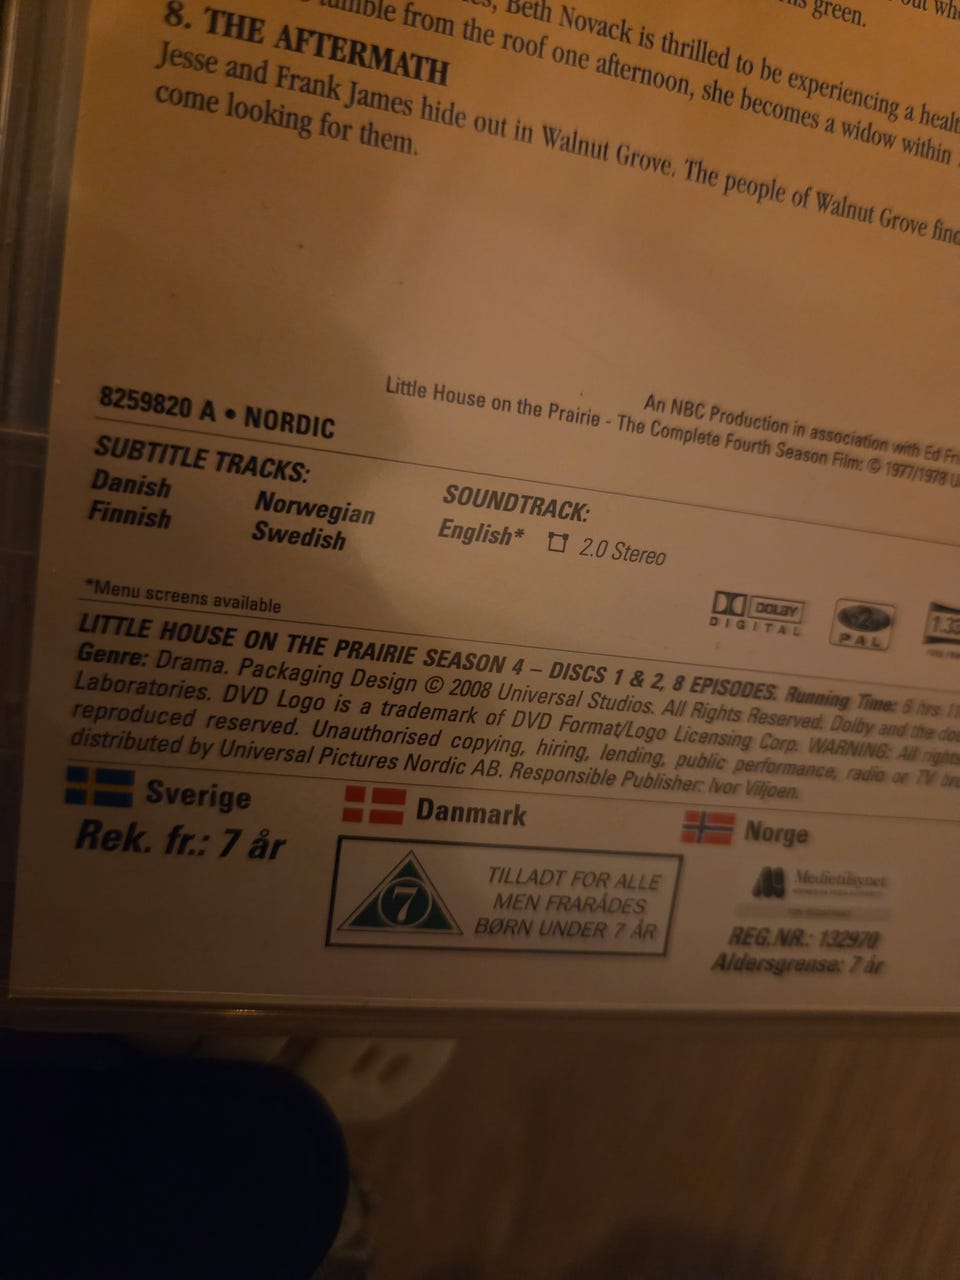 green.
Beth Novack is thrilled to be experiencing a
from the roof one afternoon, she becomes a widow within
8. THE AFTERMATH
Jesse and Frank James hide out in Walnut Grove. The people of Walnut Grove
come looking for them.
An NBC Production in association with Ed
Little House on the Prairie - The Complete Fourth Season Film: © 1977/1978
8259820 A • NORDIC
SUBTITLE TRACKS:
Danish Norwegian
Finnish Swedish
SOUNDTRACK:
English* 2.0 Stereo
*Menu screens available
DOLBY
DIGITAL
2
PAL
1.33
LITTLE HOUSE ON THE PRAIRIE SEASON 4 – DISCS 1 & 2, 8 EPISODES. Running Time: 6 hrs
Genre: Drama. Packaging Design © 2008 Universal Studios. All Rights Reserved. Dolby and the
Laboratories. DVD Logo is a trademark of DVD Format/Logo Licensing Corp. WARNING: All rights
reproduced reserved. Unauthorised copying, hiring, lending, public performance, radio or TV
distributed by Universal Pictures Nordic AB. Responsible Publisher: Ivor Viljoen.
Sverige
Rek. fr.: 7 år
Danmark
7
TILLADT FOR ALLE
MEN FRARÅDES
BØRN UNDER 7 ÅR
Norge
Medietilsynet
REG.NR.: 132970
Aldersgrense: 7 år